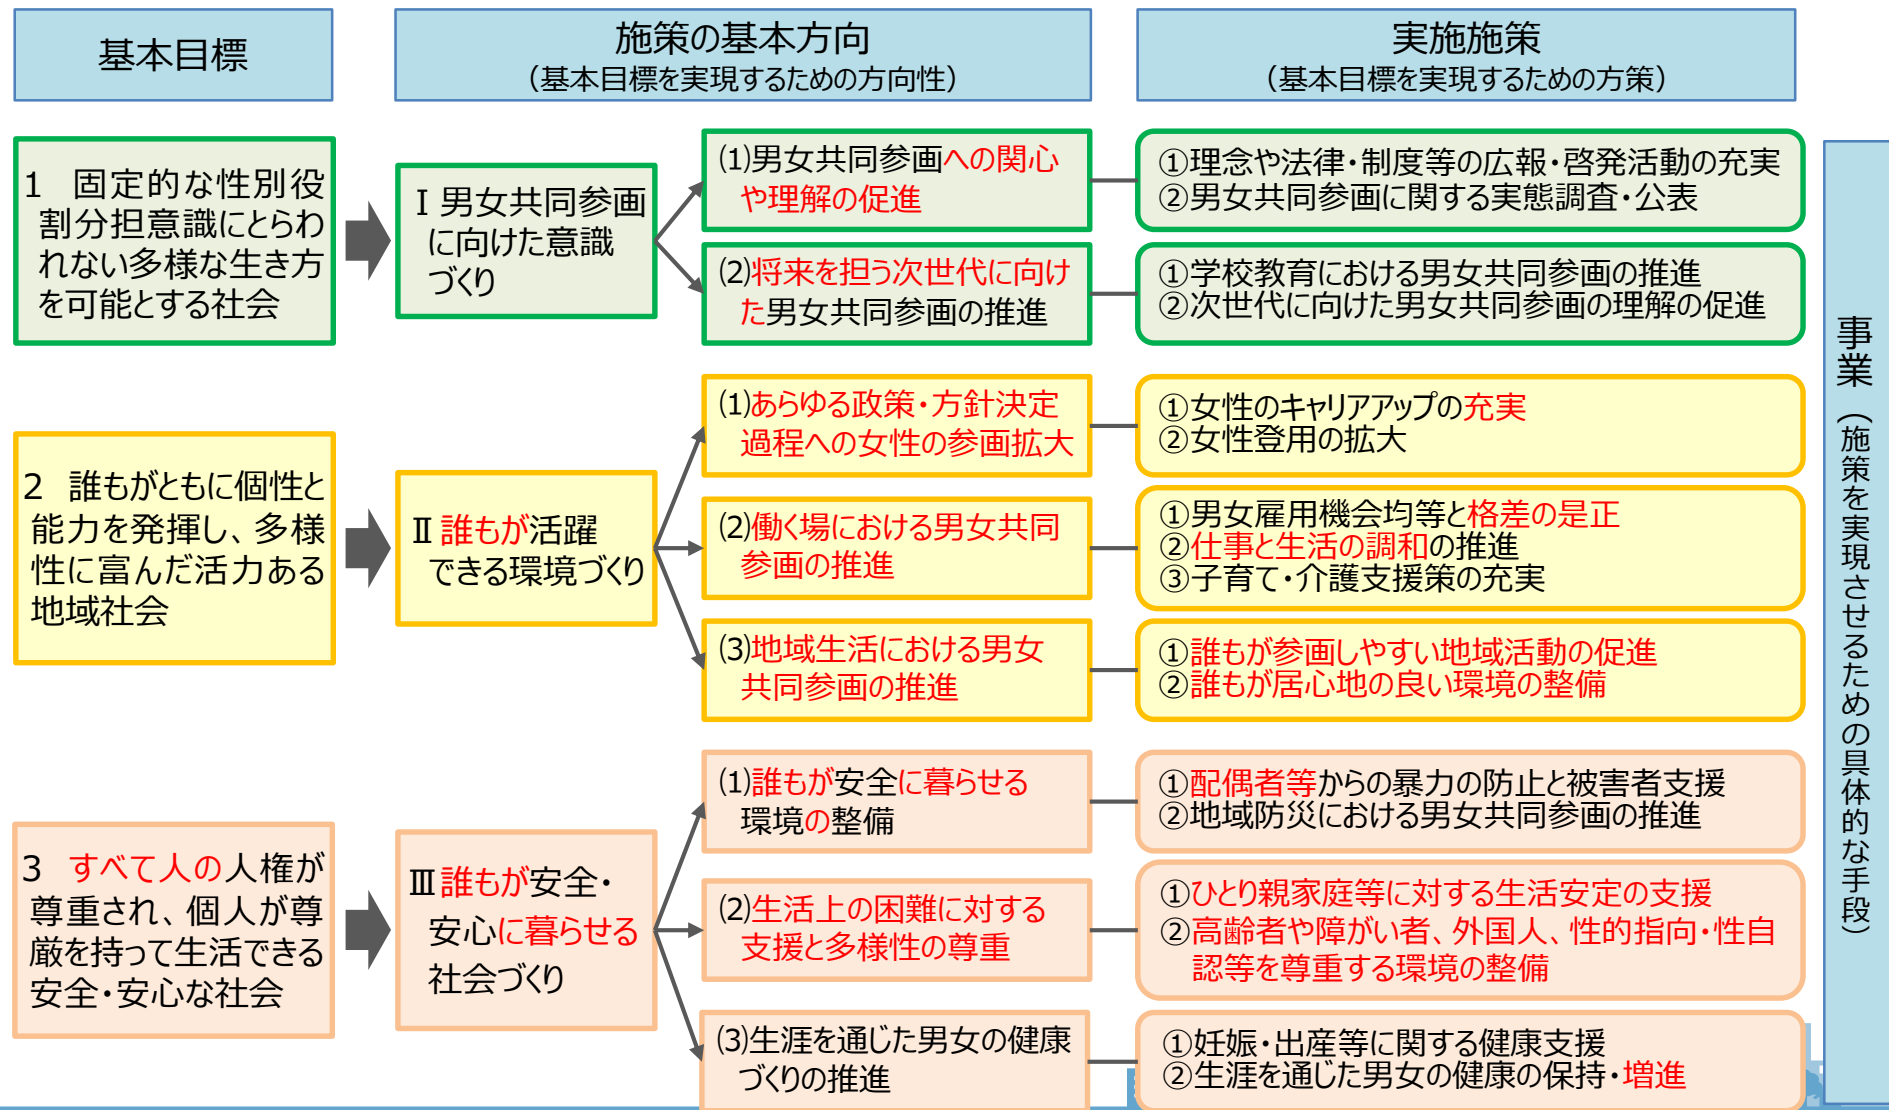 基本目標
施策の基本方向
（基本目標を実現するための方向性）
実施施策
（基本目標を実現するための方策）
1　固定的な性別役
割分担意識にとらわ
れない多様な生き方
を可能とする社会
Ⅰ 男女共同参画
に向けた意識
づくり
⑴男女共同参画への関心
や理解の促進
①理念や法律・制度等の広報・啓発活動の充実
②男女共同参画に関する実態調査・公表
⑵将来を担う次世代に向け
た男女共同参画の推進
①学校教育における男女共同参画の推進
②次世代に向けた男女共同参画の理解の促進
2　誰もがともに個性と
能力を発揮し、多様
性に富んだ活力ある
地域社会
Ⅱ 誰もが活躍
できる環境づくり
⑴あらゆる政策・方針決定
過程への女性の参画拡大
①女性のキャリアアップの充実
②女性登用の拡大
⑵働く場における男女共同
参画の推進
①男女雇用機会均等と格差の是正
②仕事と生活の調和の推進
③子育て・介護支援策の充実
⑶地域生活における男女
共同参画の推進
①誰もが参画しやすい地域活動の促進
②誰もが居心地の良い環境の整備
3　すべて人の人権が
尊重され、個人が尊
厳を持って生活できる
安全・安心な社会
Ⅲ 誰もが安全・
安心に暮らせる
社会づくり
⑴誰もが安全に暮らせる
環境の整備
①配偶者等からの暴力の防止と被害者支援
②地域防災における男女共同参画の推進
⑵生活上の困難に対する
支援と多様性の尊重
①ひとり親家庭等に対する生活安定の支援
②高齢者や障がい者、外国人、性的指向・性自
認等を尊重する環境の整備
⑶生涯を通じた男女の健康
づくりの推進
①妊娠・出産等に関する健康支援
②生涯を通じた男女の健康の保持・増進
事業（施策を実現させるための具体的な手段）